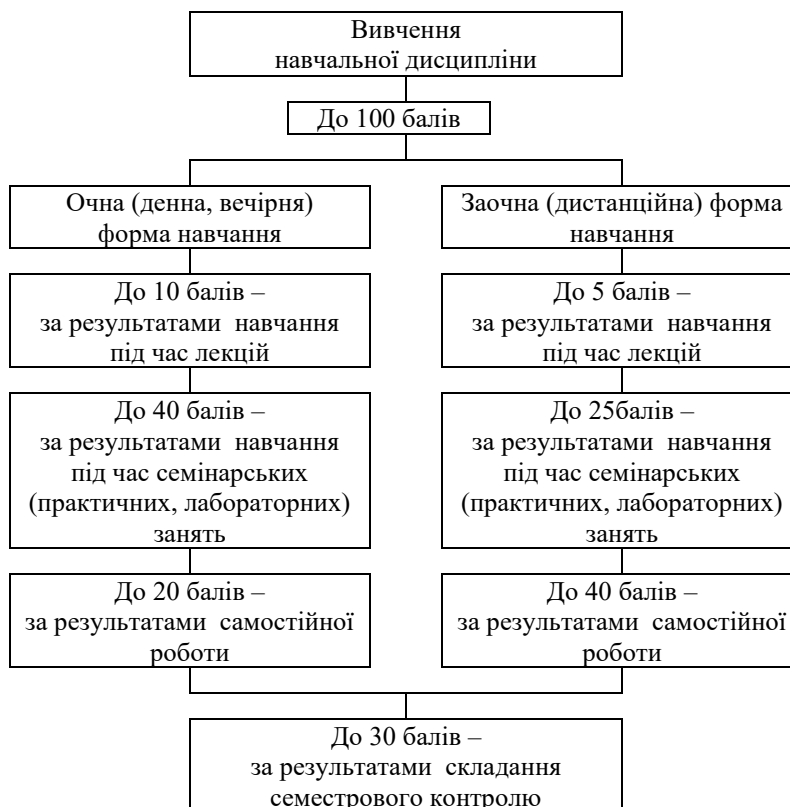 Вивчення
навчальної дисципліни
До 100 балів
Очна (денна, вечірня)
форма навчання
Заочна (дистанційна) форма
навчання
До 10 балів –
за результатами навчання
під час лекцій
До 5 балів –
за результатами навчання
під час лекцій
До 40 балів –
за результатами навчання
під час семінарських
(практичних, лабораторних)
занять
До 25балів –
за результатами навчання
під час семінарських
(практичних, лабораторних)
занять
До 20 балів –
за результатами самостійної
роботи
До 40 балів –
за результатами самостійної
роботи
До 30 балів –
за результатами складання
семестрового контролю